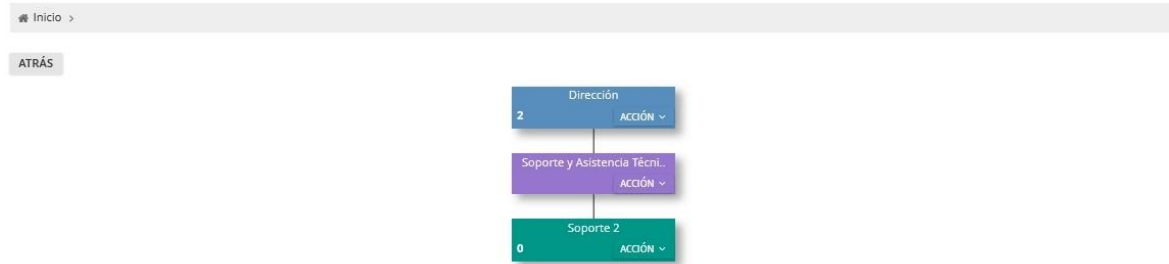 Inicio >
ATRÁS
Dirección
2 ACCIÓN
Soporte y Asistencia Técni..
ACCIÓN
Soporte 2
0 ACCIÓN